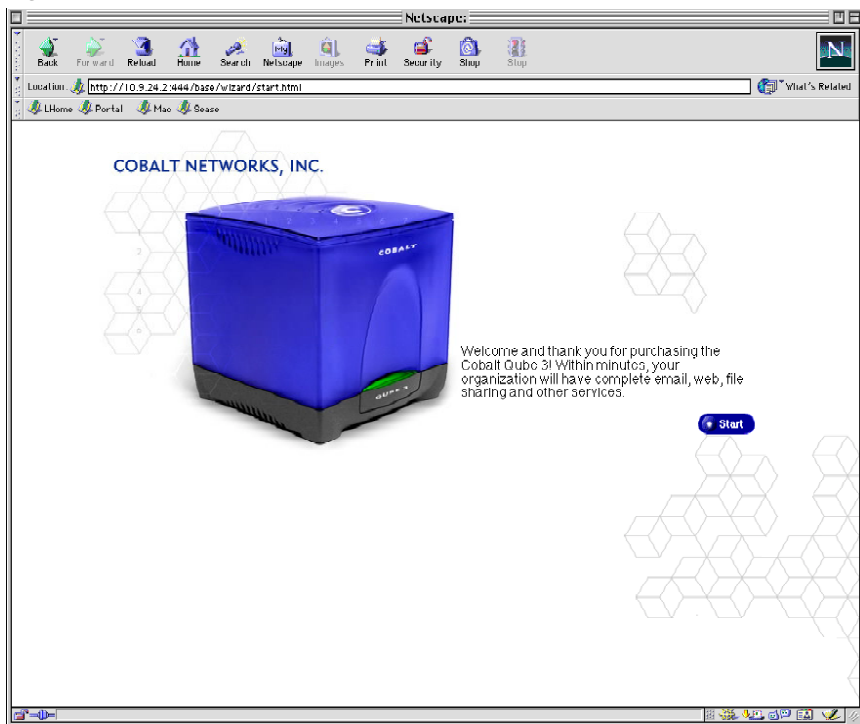 Netscape:
Back Forward Reload Home Search Netscape Images Print Security Shop Stop
Location: http://10.9.24.2:444/base/wizard/start.html What's Related
LHome Portal Mac Sease
COBALT NETWORKS, INC.
COBALT
QUBE 3
Welcome and thank you for purchasing the
Cobalt Qube 3! Within minutes, your
organization will have complete email, web, file
sharing and other services.
Start